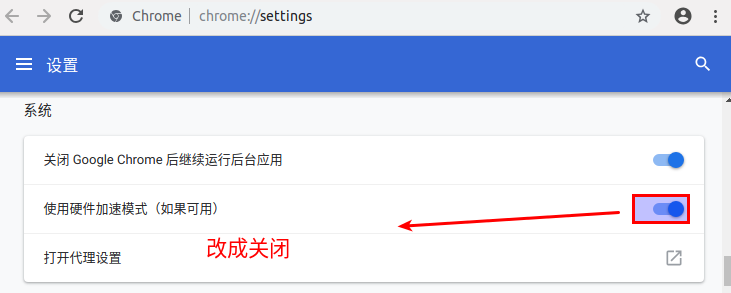 Chrome | chrome://settings
设置
系统
关闭 Google Chrome 后继续运行后台应用
使用硬件加速模式（如果可用）
改成关闭
打开代理设置